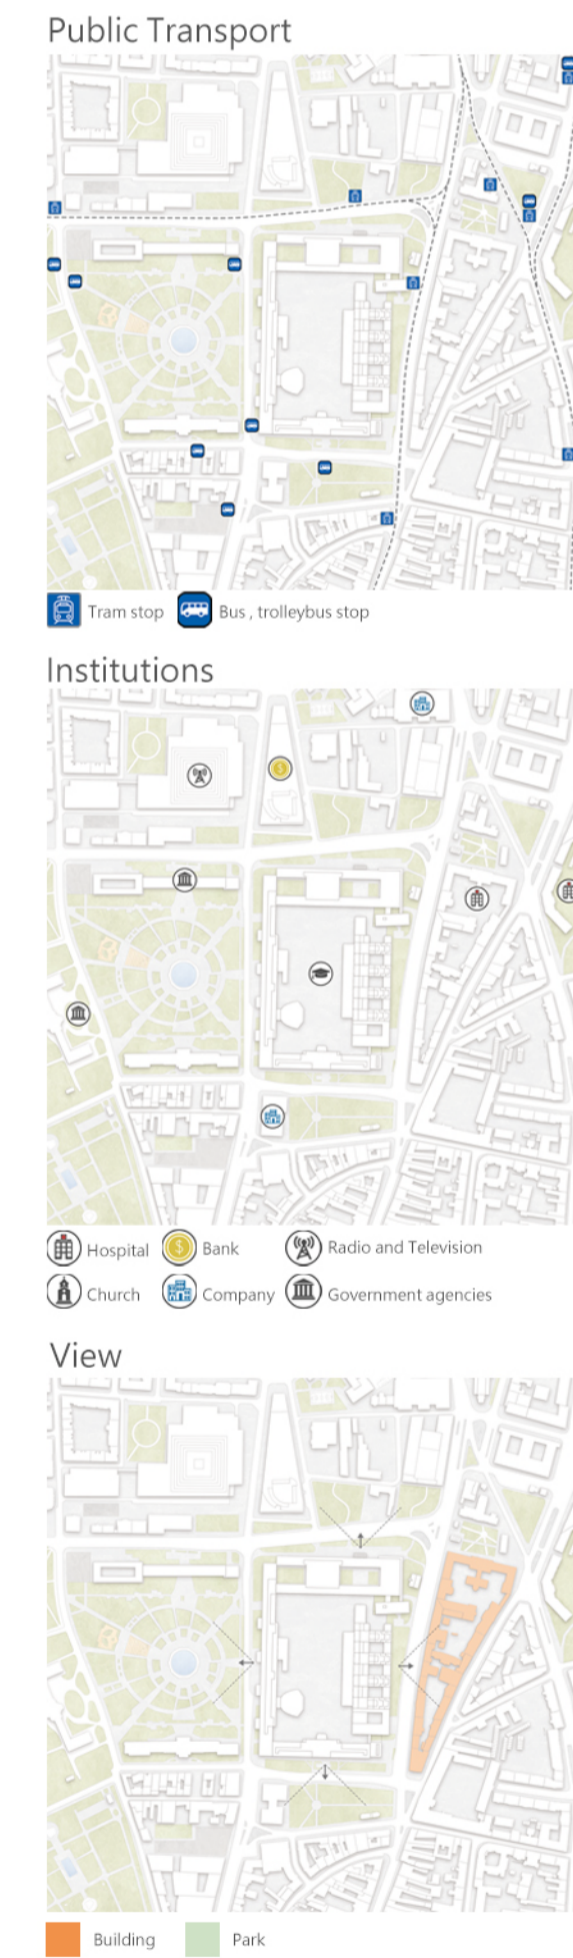 Public Transport
Tram stop
Bus , trolleybus stop
Institutions
Hospital
Bank
Radio and Television
Church
Company
Government agencies
View
Building
Park